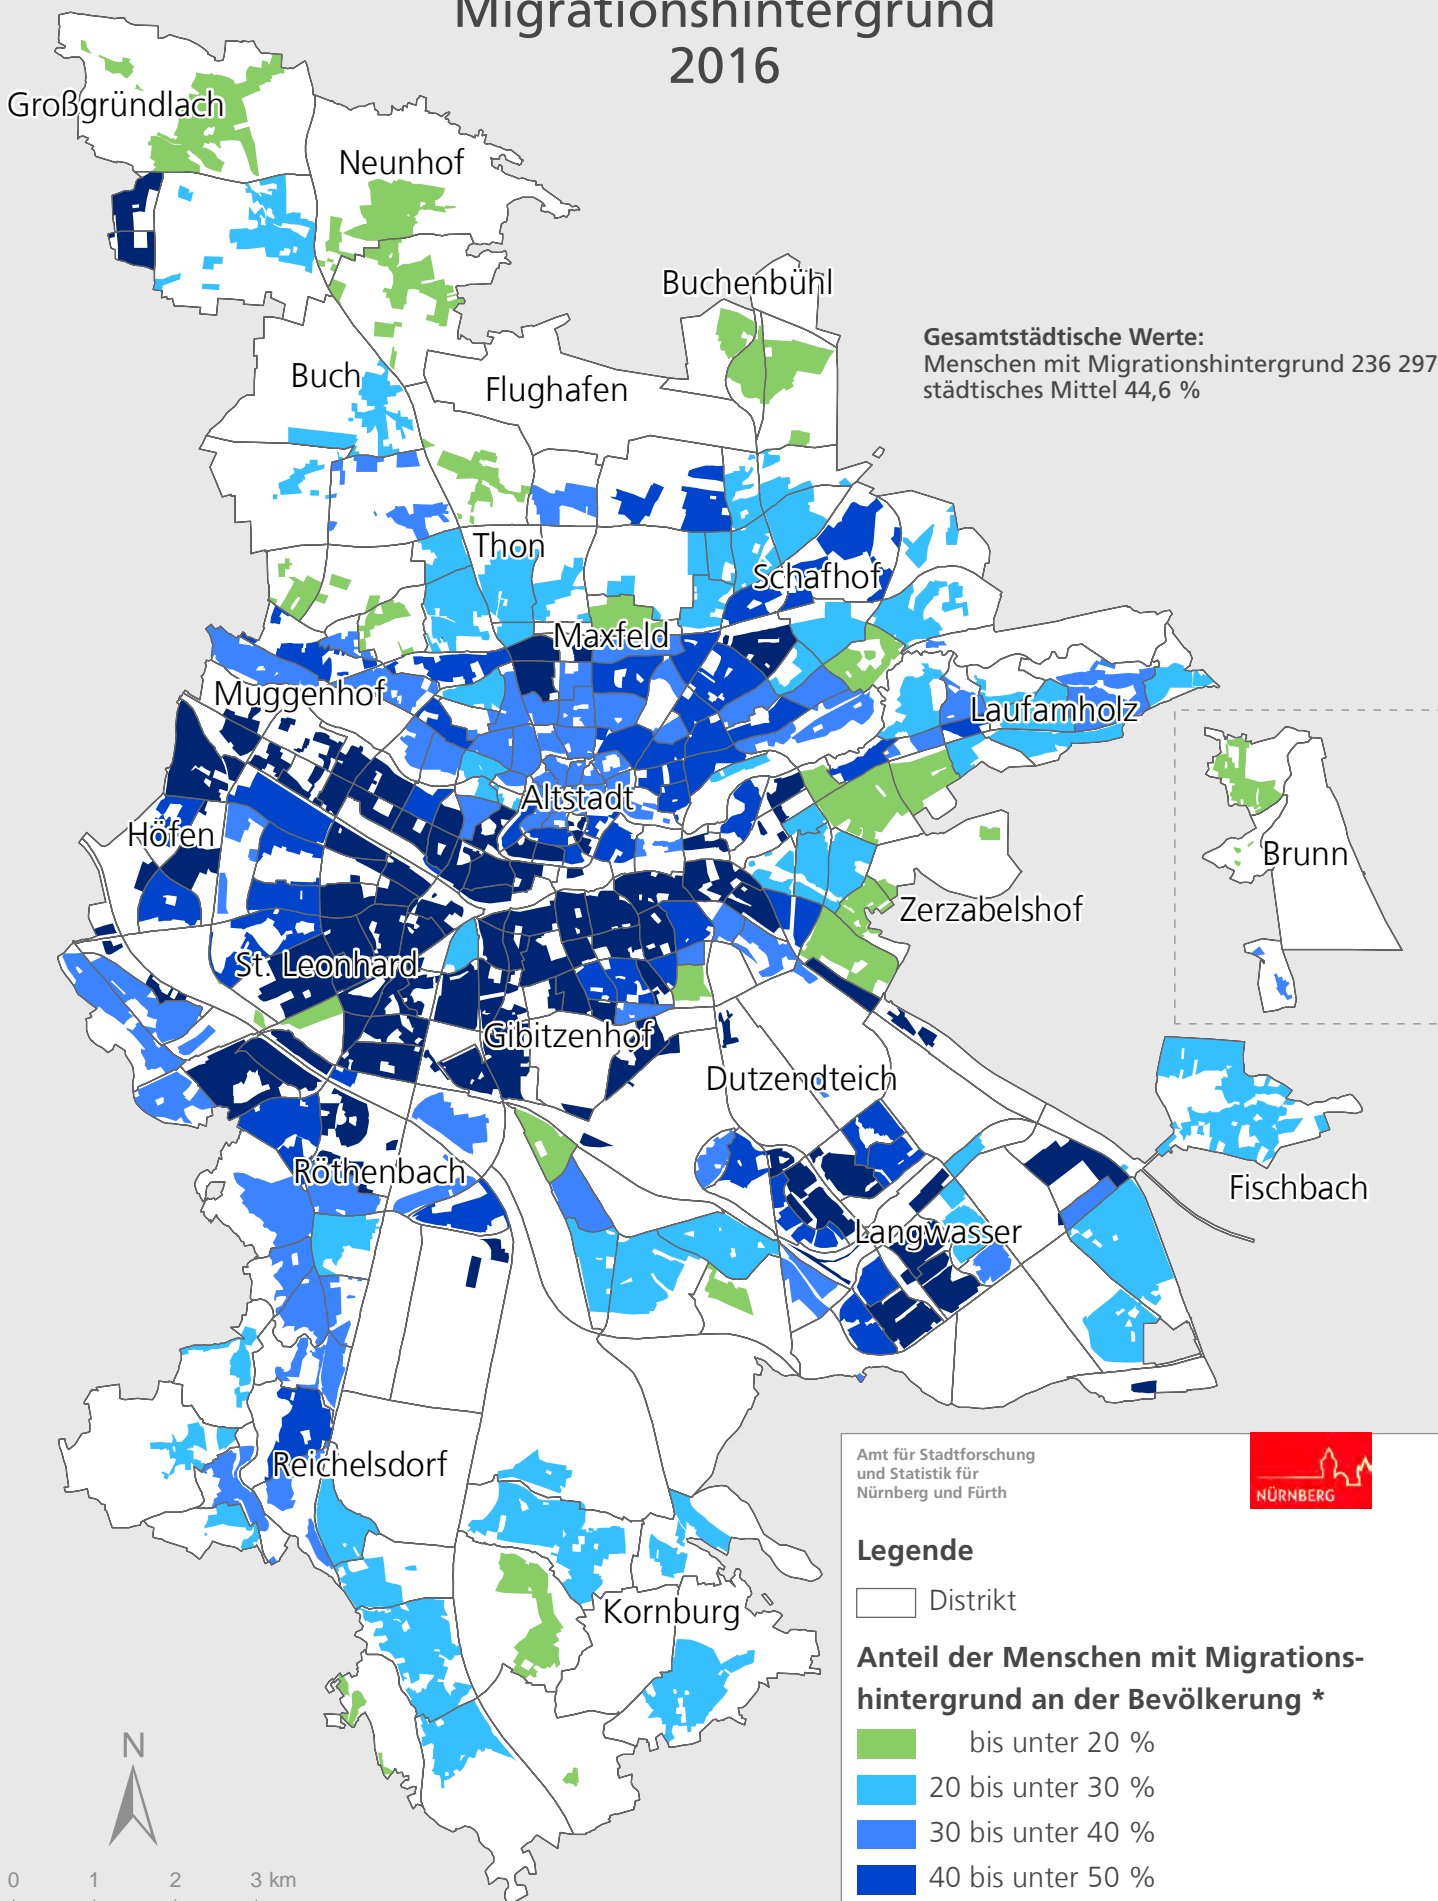 Migrationshintergrund
2016
Großgründlach
Neunhof
Buchenbühl
Gesamtstädtische Werte:
Menschen mit Migrationshintergrund 236 297
städtisches Mittel 44,6 %
Buch
Flughafen
Thon
Schafhof
Maxfeld
Muggenhof
Laufamholz
Altstadt
Höfen
Brunn
Zerzabelshof
St. Leonhard
Gibitzenhof
Dutzendteich
Röthenbach
Fischbach
Langwasser
Reichelsdorf
Kornburg
Amt für Stadtforschung
und Statistik für
Nürnberg und Fürth
NÜRNBERG
Legende
Distrikt
Anteil der Menschen mit Migrations-
hintergrund an der Bevölkerung *
bis unter 20 %
20 bis unter 30 %
30 bis unter 40 %
40 bis unter 50 %
N
0 1 2 3 km